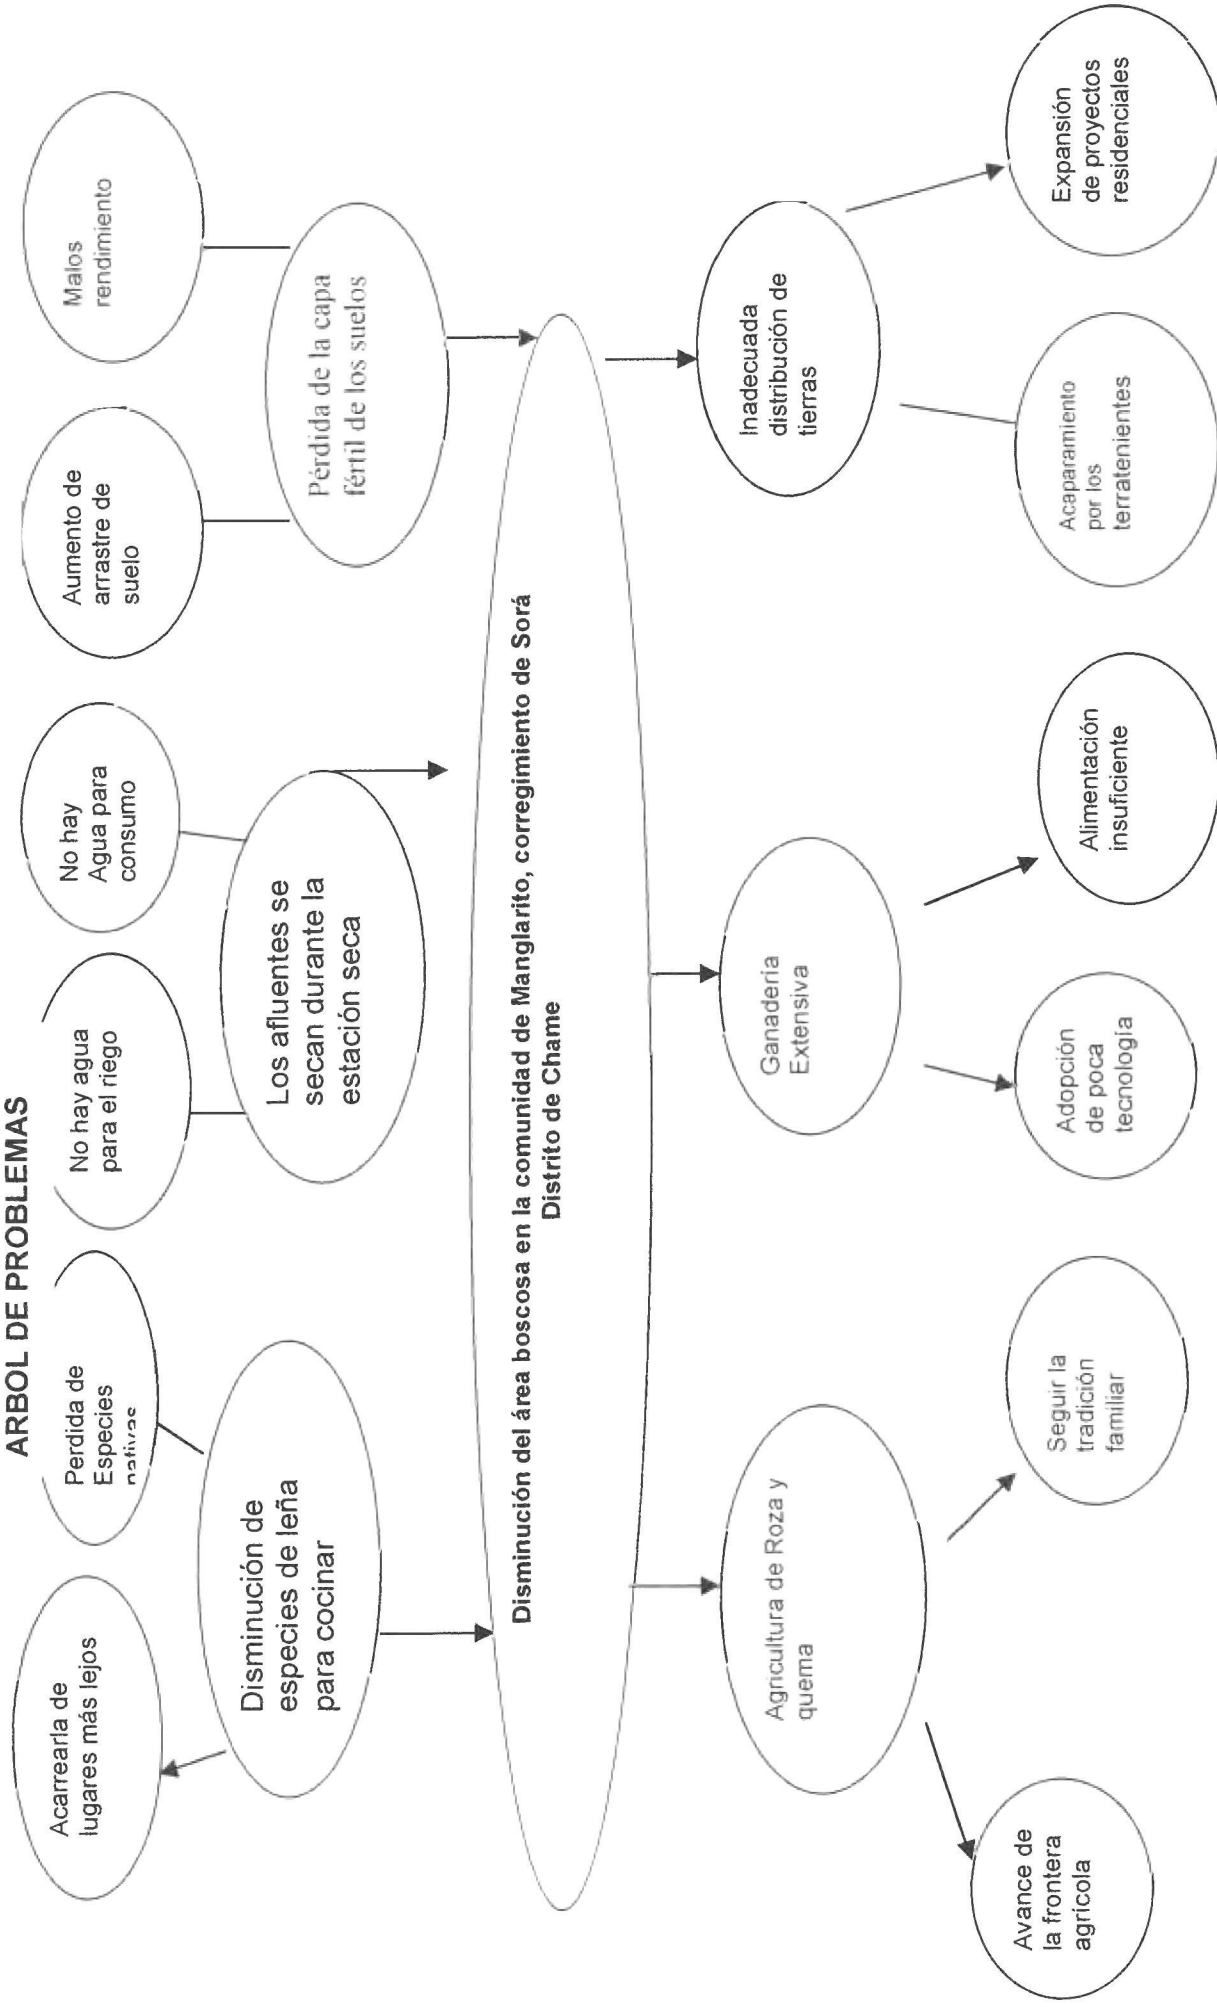 ARBOL DE PROBLEMAS
Acarrearla de
lugares más lejos
Perdida de
Especies
nativas
No hay agua
para el riego
No hay
Agua para
consumo
Aumento de
arrastre de
suelo
Malos
rendimiento
Disminución de
especies de leña
para cocinar
Los afluentes se
secan durante la
estación seca
Pérdida de la capa
fértil de los suelos
Disminución del área boscosa en la comunidad de Manglarito, corregimiento de Sorá
Distrito de Chame
Agricultura de Roza y
quema
Ganadería
Extensiva
Inadecuada
distribución de
tierras
Avance de
la frontera
agrícola
Seguir la
tradición
familiar
Adopción
de poca
tecnología
Alimentación
insuficiente
Acaparamiento
por los
terratenientes
Expansión
de proyectos
residenciales